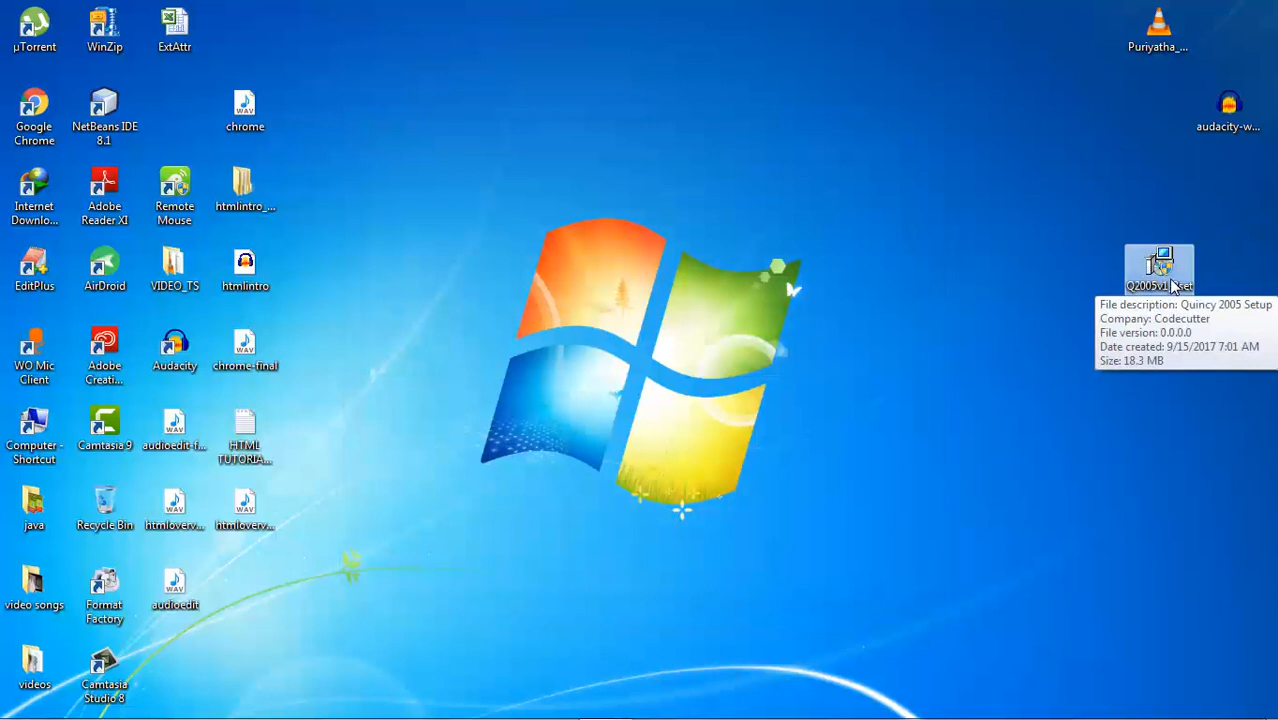 µTorrent
WinZip
ExtAttr
Puriyatha_...
Google
Chrome
NetBeans IDE
8.1
chrome
audacity-w...
Internet
Downlo...
Adobe
Reader XI
Remote
Mouse
htmlintro_...
EditPlus
AirDroid
VIDEO_TS
htmlintro
File description: Quincy 2005 Setup
Company: Codecutter
File version: 0.0.0.0
Date created: 9/15/2017 7:01 AM
Size: 18.3 MB
WO Mic
Client
Adobe
Creati...
Audacity
chrome-final
Computer -
Shortcut
Camtasia 9
audioedit-f...
HTML
TUTORIA...
java
Recycle Bin
htmloverv...
htmloverv...
video songs
Format
Factory
audioedit
videos
Camtasia
Studio 8